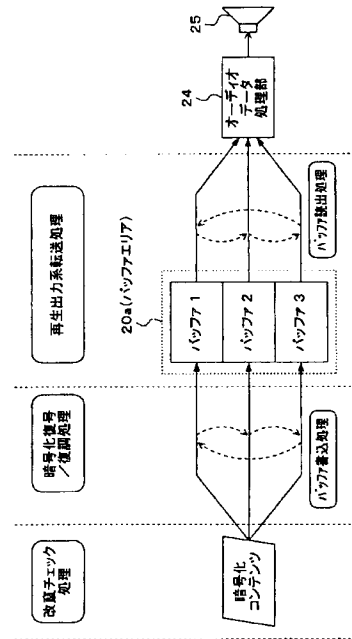 改竄チェック
処理
暗号化復号
／復調処理
再生出力系転送処理
暗号化
コンテンツ
バッファ書込処理
20a(バッファエリア)
バッファ1
バッファ2
バッファ3
バッファ読出処理
24
オーディオ
データ
処理部
25